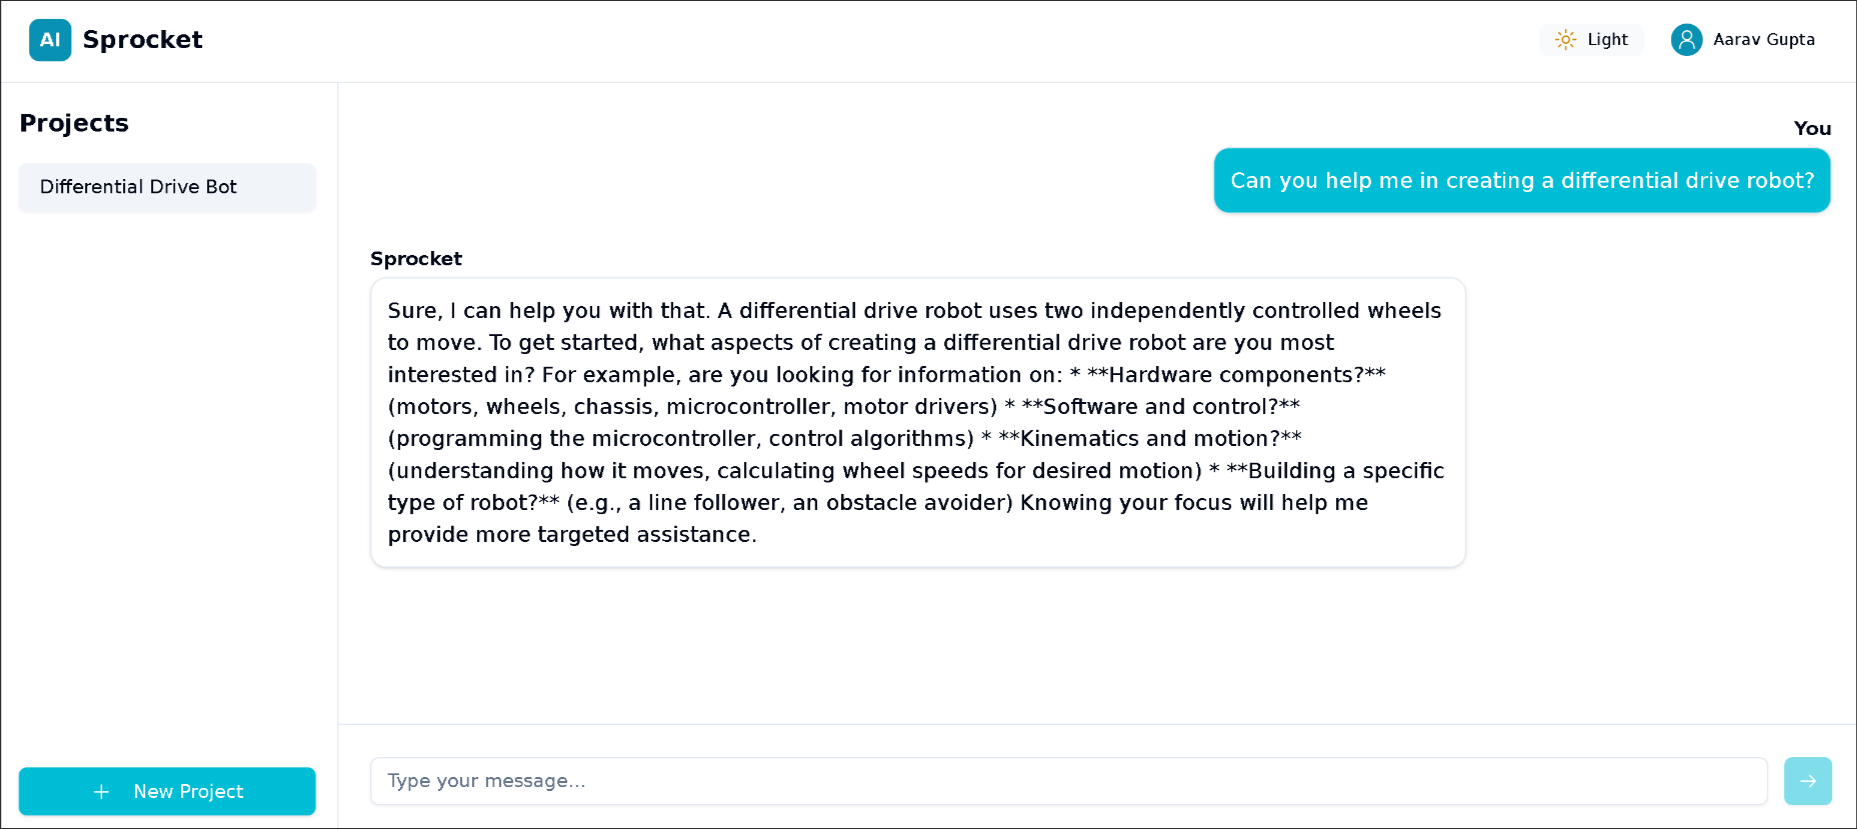 AI Sprocket
Light
Aarav Gupta
Projects
Differential Drive Bot
New Project
You
Can you help me in creating a differential drive robot?
Sprocket
Sure, I can help you with that. A differential drive robot uses two independently controlled wheels
to move. To get started, what aspects of creating a differential drive robot are you most
interested in? For example, are you looking for information on: * **Hardware components?**
(motors, wheels, chassis, microcontroller, motor drivers) * **Software and control?**
(programming the microcontroller, control algorithms) * **Kinematics and motion?**
(understanding how it moves, calculating wheel speeds for desired motion) * **Building a specific
type of robot?** (e.g., a line follower, an obstacle avoider) Knowing your focus will help me
provide more targeted assistance.
Type your message...